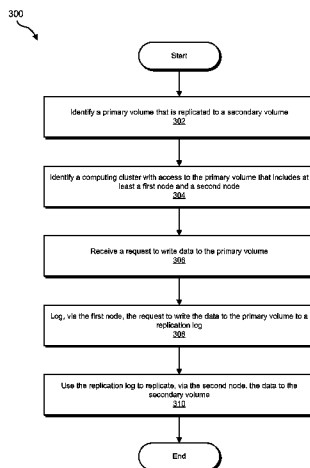 300
Start
Identify a primary volume that is replicated to a secondary volume
302
Identify a computing cluster with access to the primary volume that includes at
least a first node and a second node
304
Receive a request to write data to the primary volume
306
Log, via the first node, the request to write the data to the primary volume to a
replication log
308
Use the replication log to replicate, via the second node, the data to the
secondary volume
310
End